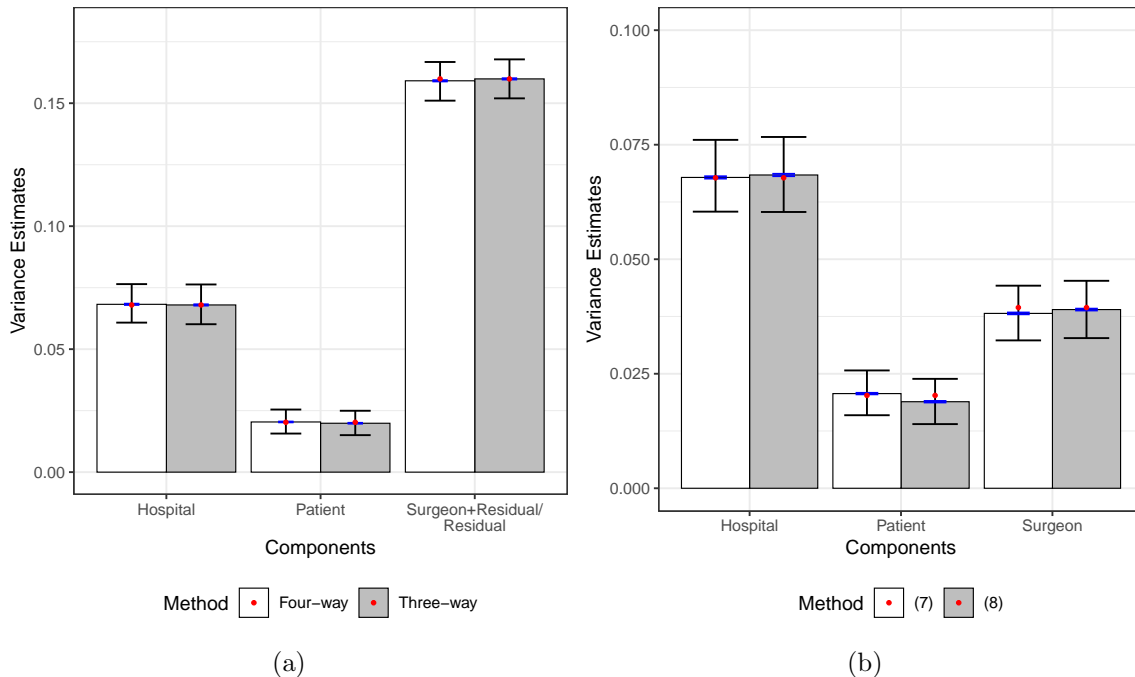 Variance Estimates
0.15
0.10
0.05
0.00
Hospital
Patient
Surgeon+Residual/
Residual
Components
Method
Four−way
Three−way
(a)
Variance Estimates
0.100
0.075
0.050
0.025
0.000
Hospital
Patient
Surgeon
Components
Method
(7)
(8)
(b)